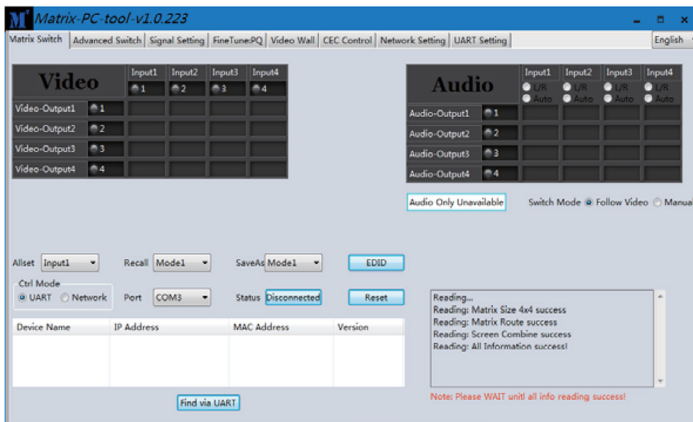 Matrix-PC-tool-v1.0.223
Matrix Switch Advanced Switch Signal Setting FineTune:PQ Video Wall CEC Control Network Setting UART Setting English
Video Input1 Input2 Input3 Input4
1 2 3 4
Video-Output1 1
Video-Output2 2
Video-Output3 3
Video-Output4 4
Audio Input1 Input2 Input3 Input4
L/R L/R L/R L/R
Auto Auto Auto Auto
Audio-Output1 1
Audio-Output2 2
Audio-Output3 3
Audio-Output4 4
Audio Only Unavailable Switch Mode Follow Video Manua
Allset Input1 Recall Mode1 SaveAs Mode1 EDID
Ctrl Mode
UART Network Port COM3 Status Disconnected Reset
Device Name IP Address MAC Address Version
Find via UART
Reading...
Reading: Matrix Size 4x4 success
Reading: Matrix Route success
Reading: Screen Combine success
Reading: All Information success!
Note: Please WAIT unitl all info reading success!